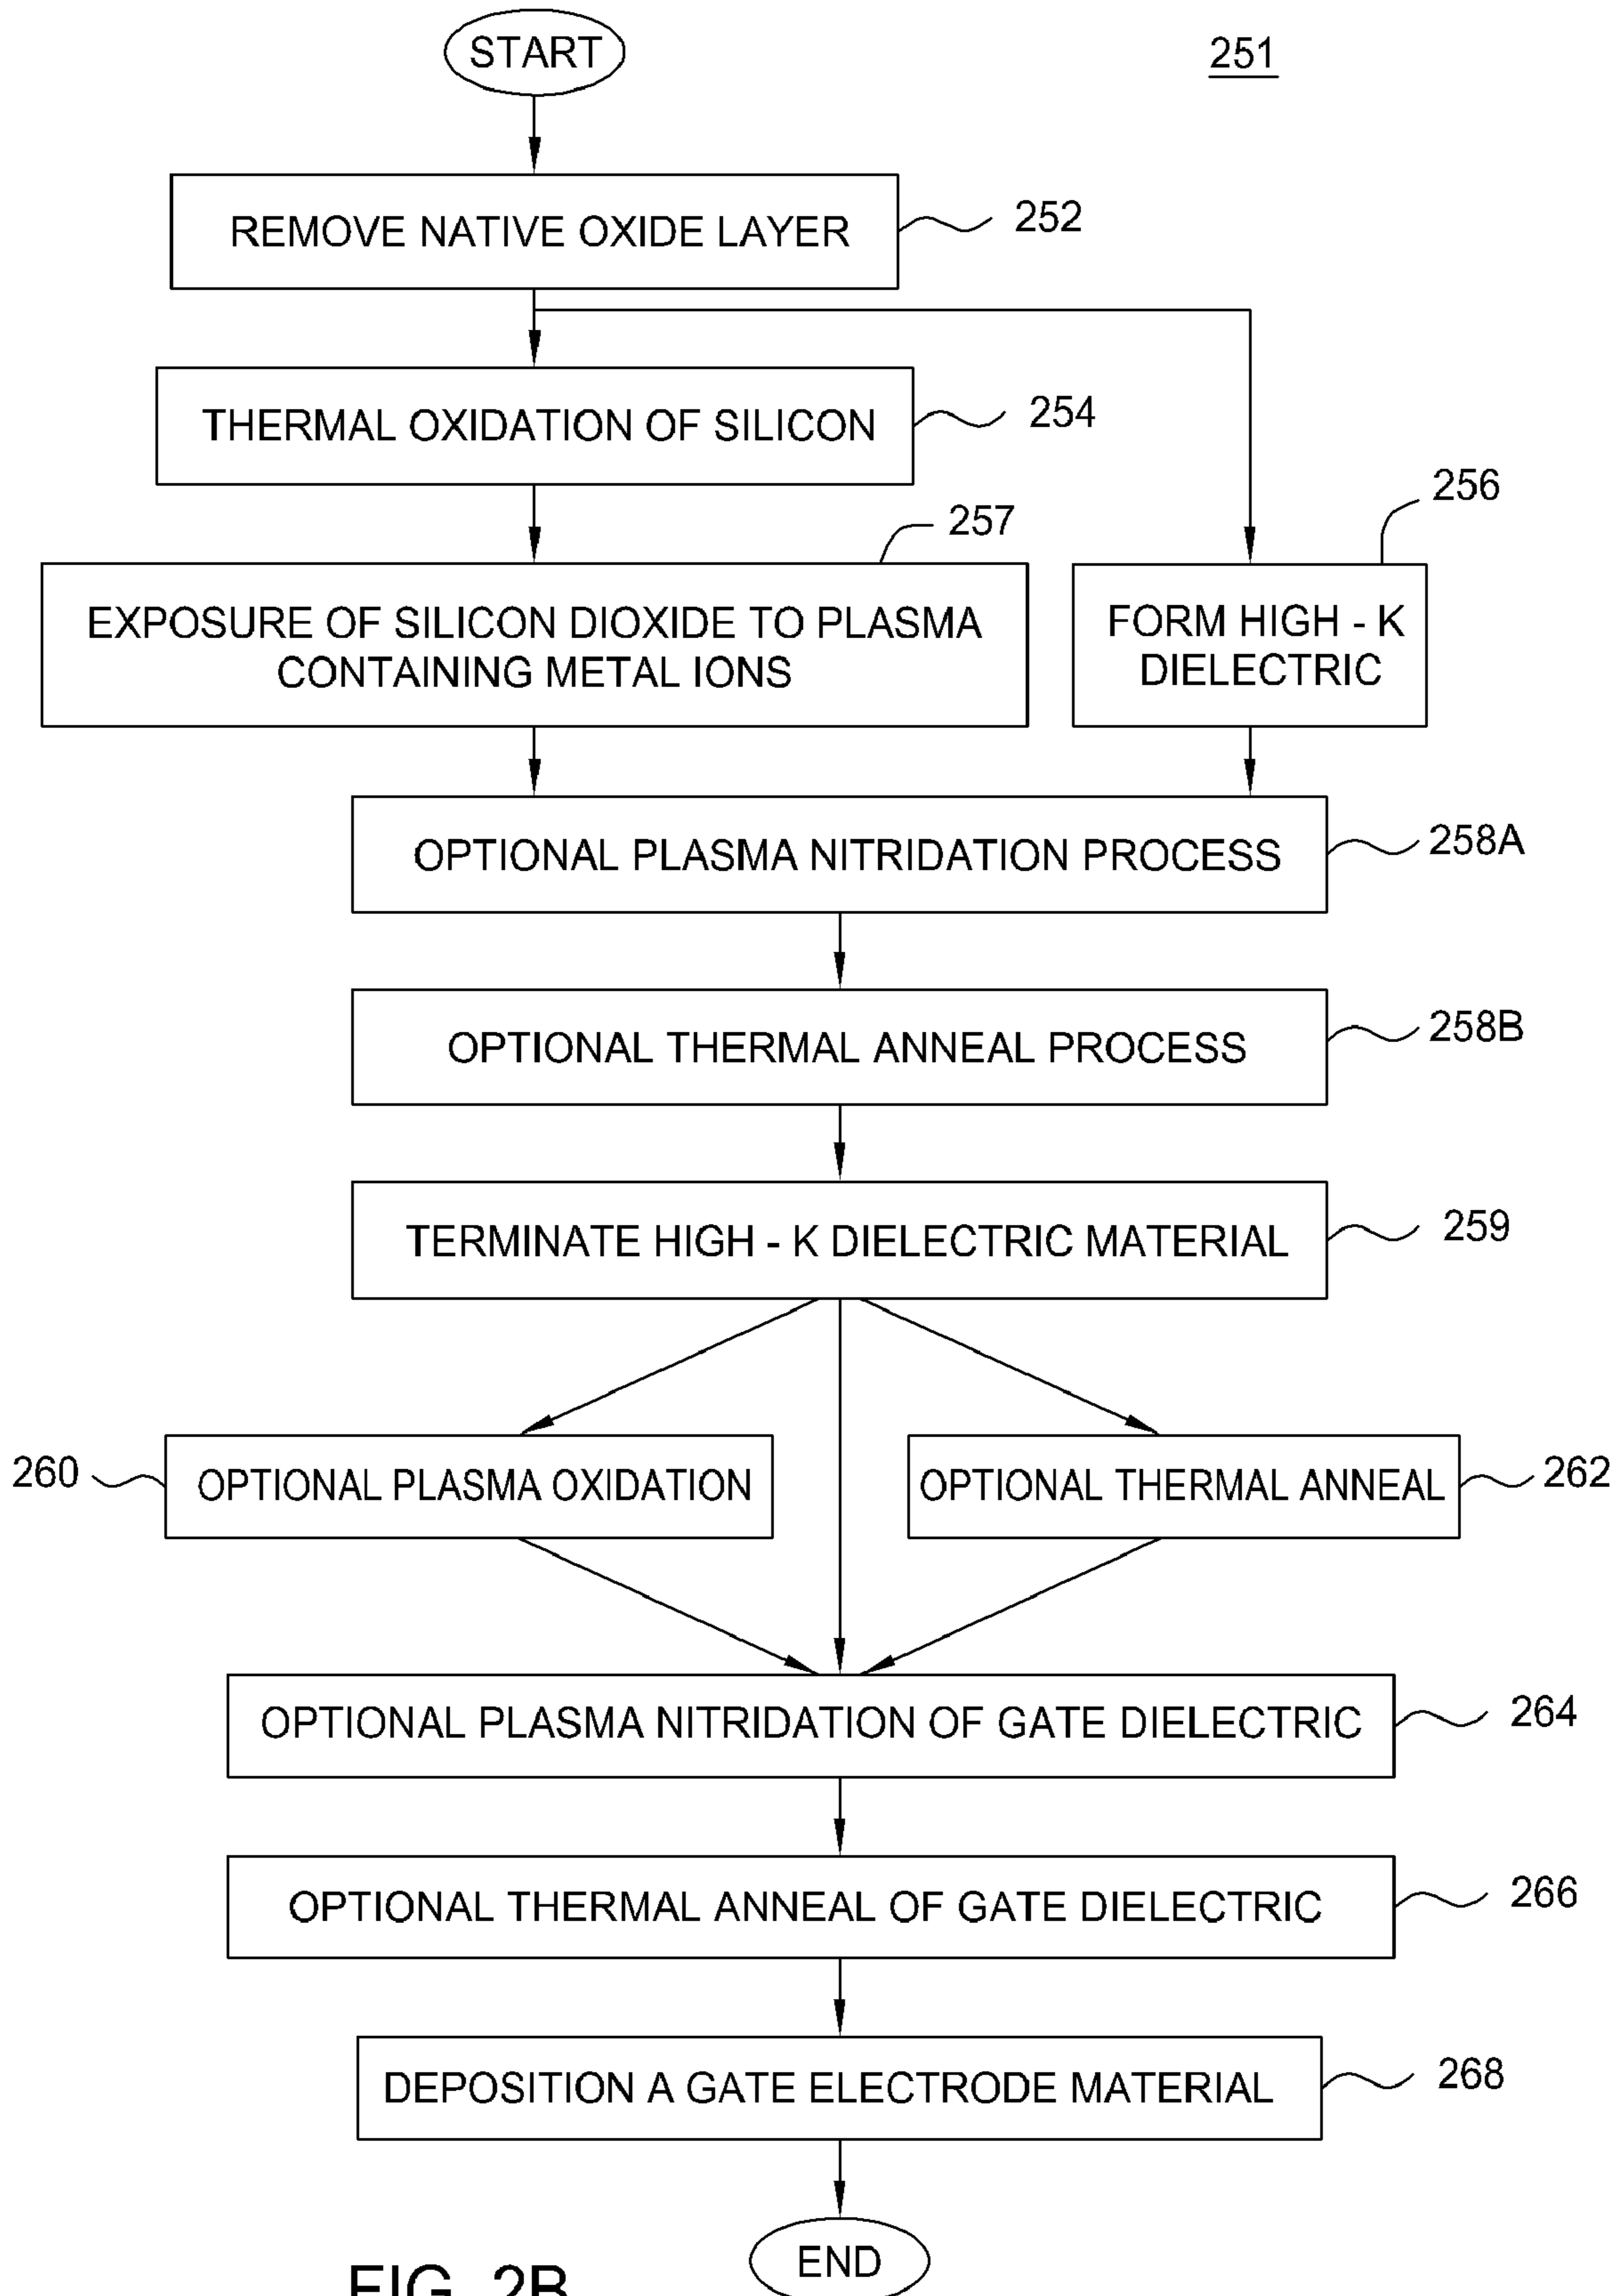 START
251
REMOVE NATIVE OXIDE LAYER
252
THERMAL OXIDATION OF SILICON
254
256
257
EXPOSURE OF SILICON DIOXIDE TO PLASMA
CONTAINING METAL IONS
FORM HIGH - K
DIELECTRIC
OPTIONAL PLASMA NITRIDATION PROCESS
258A
OPTIONAL THERMAL ANNEAL PROCESS
258B
TERMINATE HIGH - K DIELECTRIC MATERIAL
259
260
OPTIONAL PLASMA OXIDATION
OPTIONAL THERMAL ANNEAL
262
OPTIONAL PLASMA NITRIDATION OF GATE DIELECTRIC
264
OPTIONAL THERMAL ANNEAL OF GATE DIELECTRIC
266
DEPOSITION A GATE ELECTRODE MATERIAL
268
END
FIG. 2B